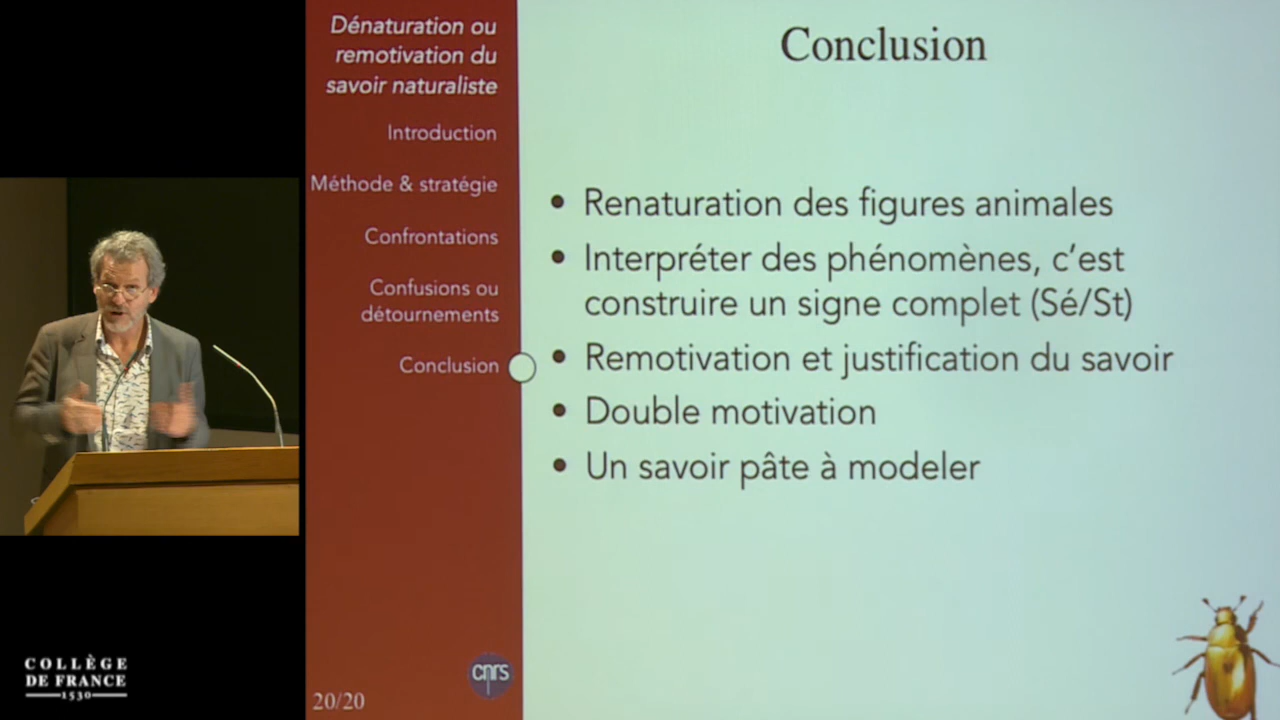 Dénaturation ou
remotivation du
savoir naturaliste
Introduction
Méthode & stratégie
Confrontations
Confusions ou
détournements
Conclusion
20/20
cnrs
Conclusion
• Renaturation des figures animales
• Interpréter des phénomènes, c’est
construire un signe complet (Sé/St)
• Remotivation et justification du savoir
• Double motivation
• Un savoir pâte à modeler
COLLÈGE
DE FRANCE
1530